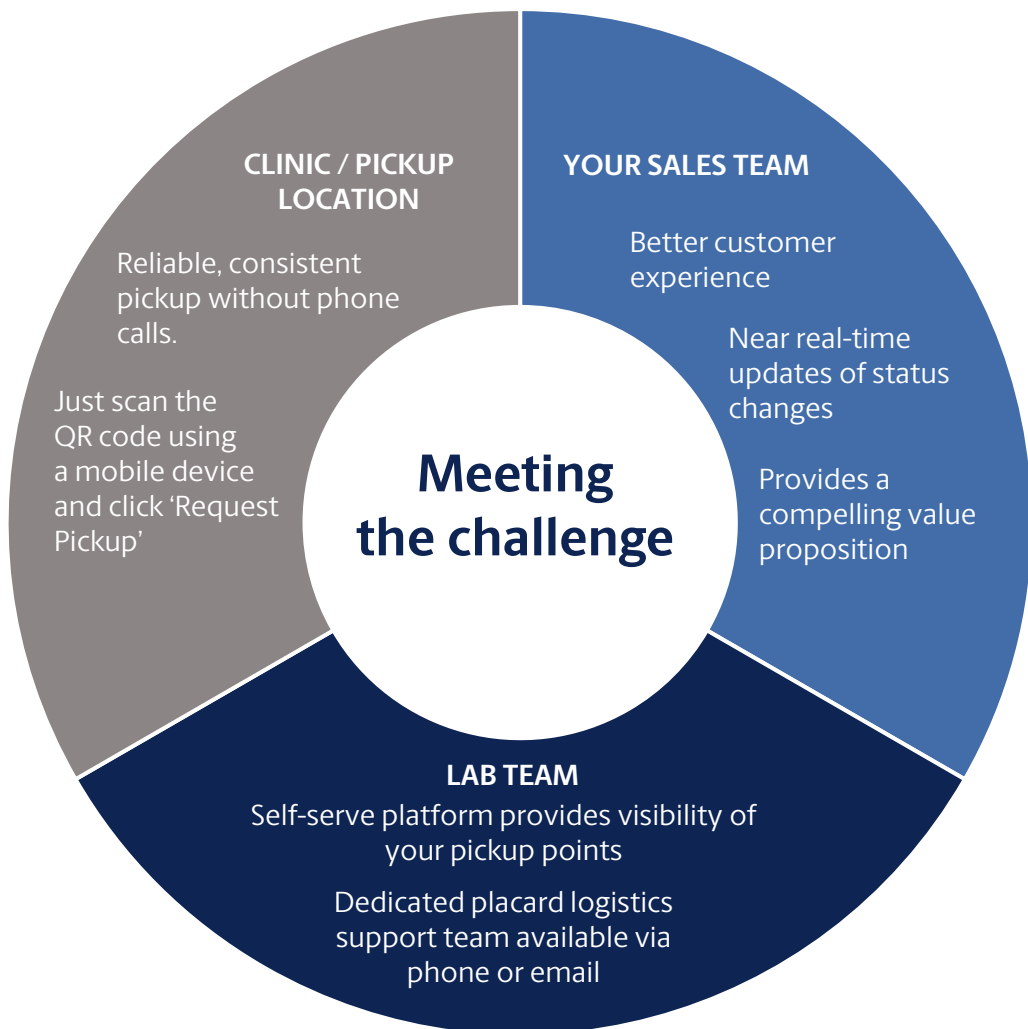 CLINIC / PICKUP
LOCATION
Reliable, consistent
pickup without phone
calls.
Just scan the
QR code using
a mobile device
and click ‘Request
Pickup’
YOUR SALES TEAM
Better customer
experience
Near real-time
updates of status
changes
Provides a
compelling value
proposition
Meeting
the challenge
LAB TEAM
Self-serve platform provides visibility of
your pickup points
Dedicated placard logistics
support team available via
phone or email